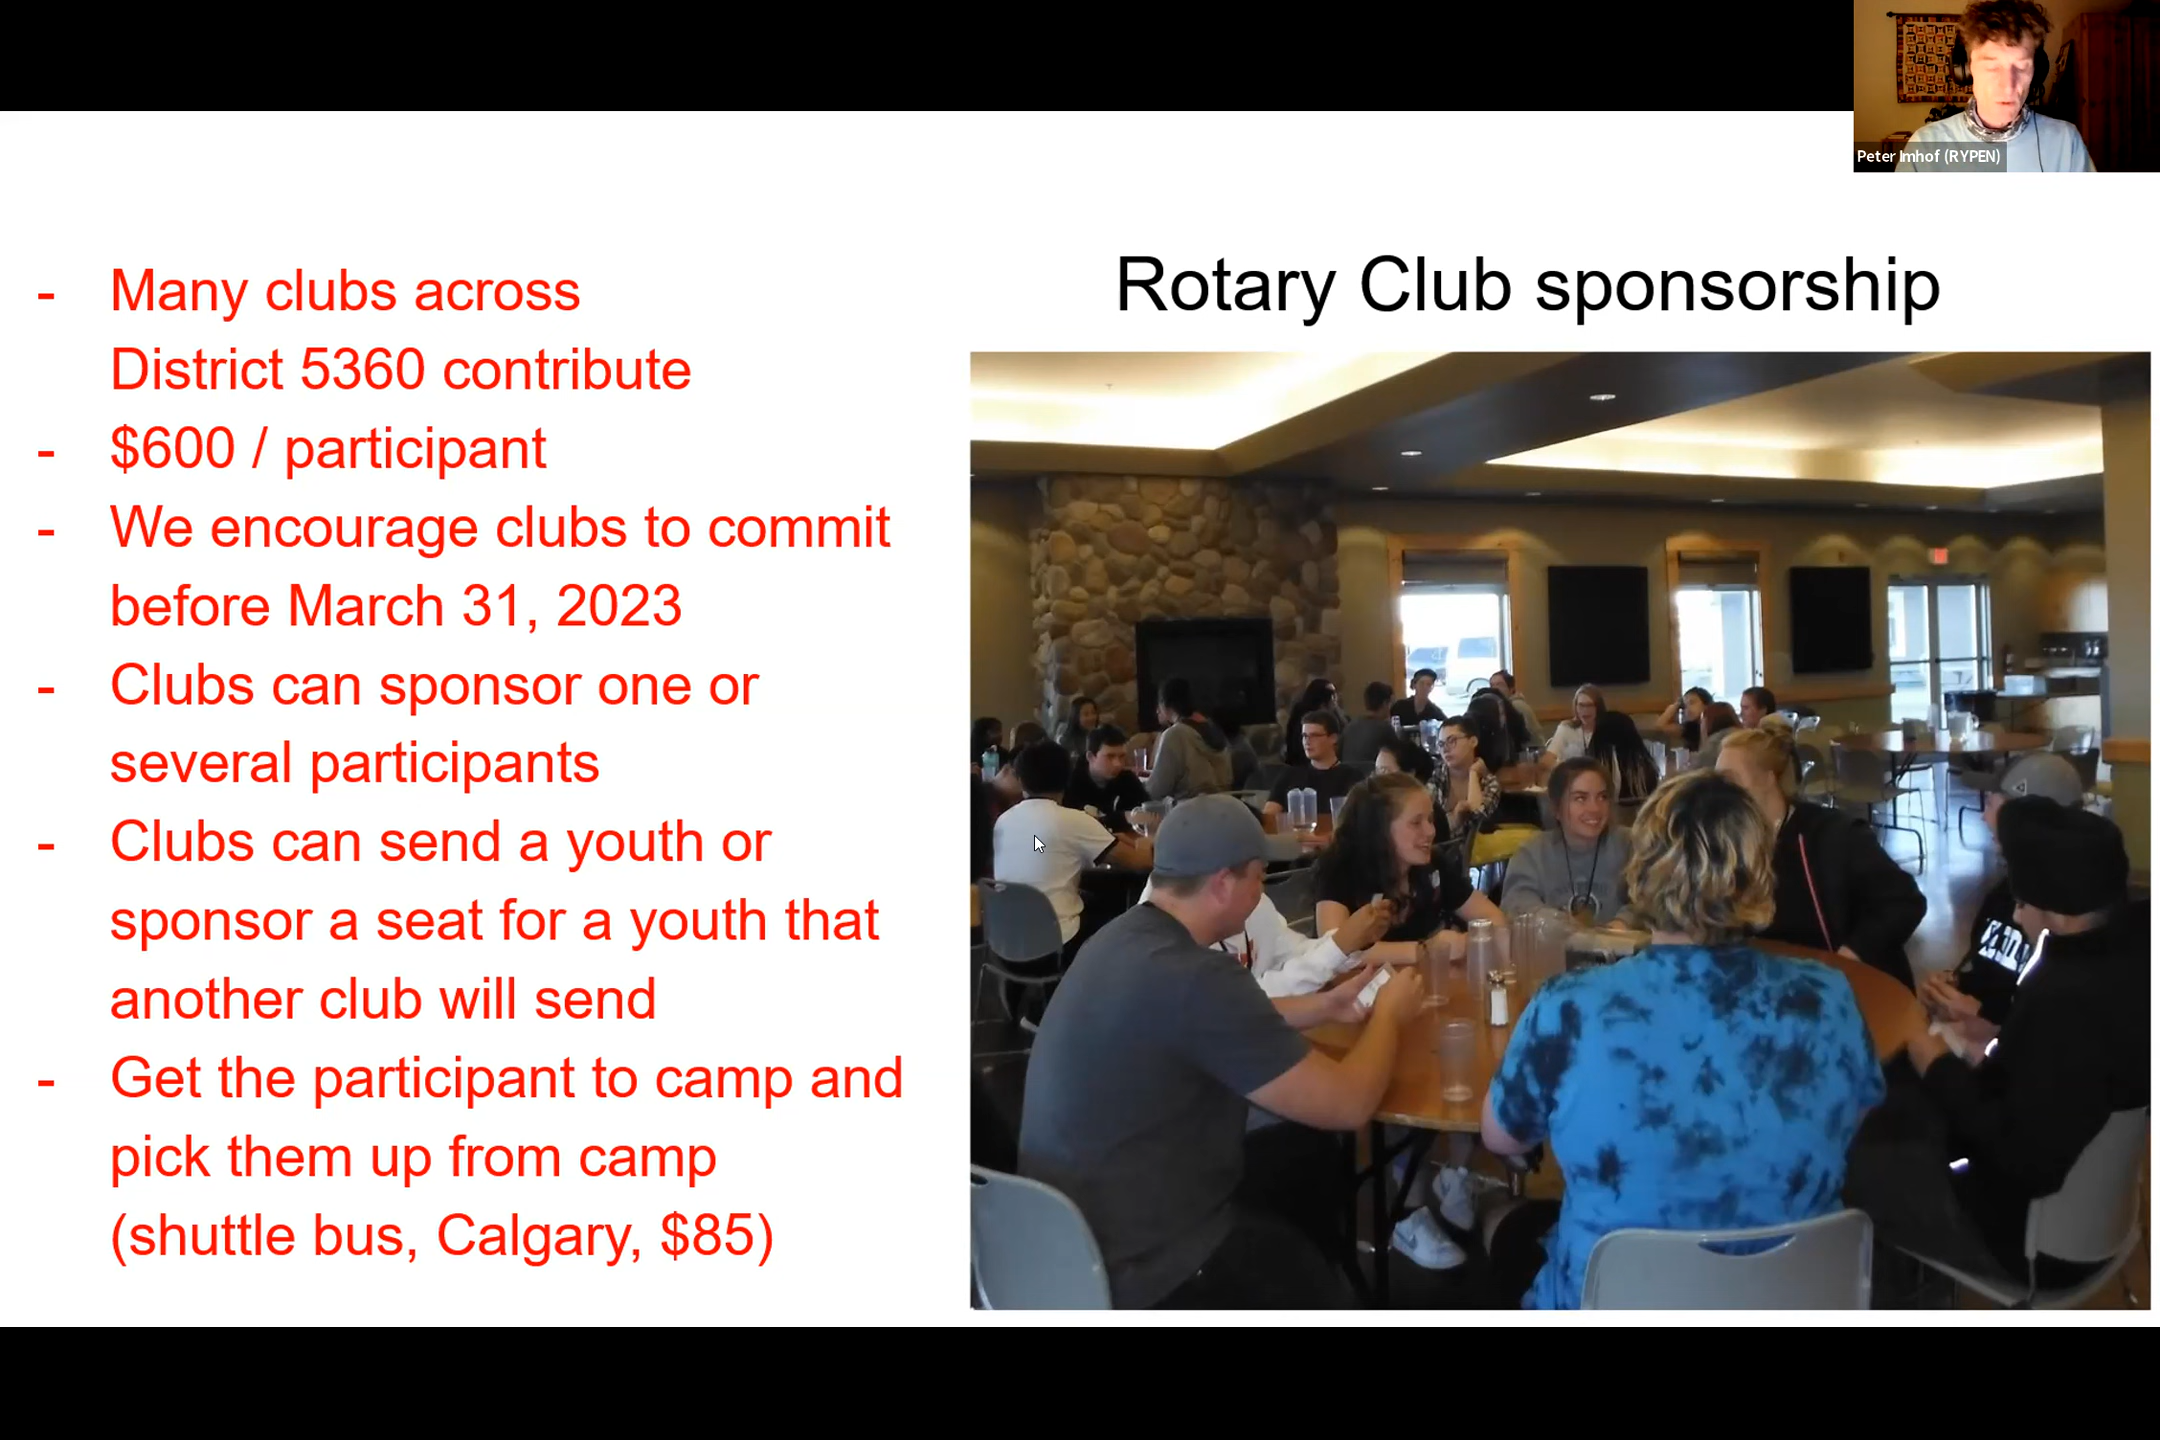 Peter Imhof (RYPEN)
Rotary Club sponsorship
- Many clubs across
District 5360 contribute
- $600 / participant
- We encourage clubs to commit
before March 31, 2023
- Clubs can sponsor one or
several participants
- Clubs can send a youth or
sponsor a seat for a youth that
another club will send
- Get the participant to camp and
pick them up from camp
(shuttle bus, Calgary, $85)